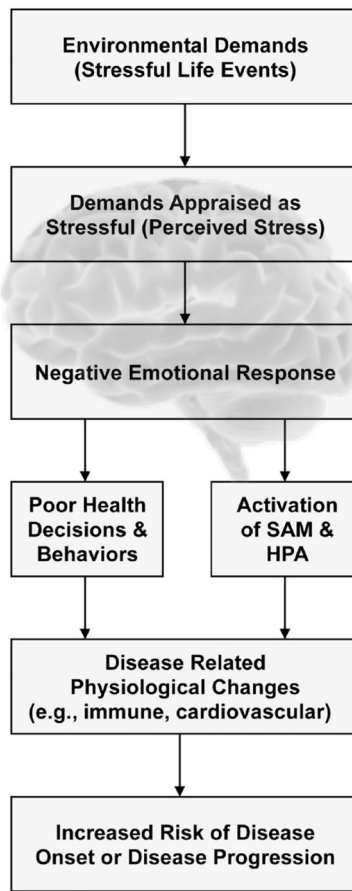 Environmental Demands
(Stressful Life Events)
Demands Appraised as
Stressful (Perceived Stress)
Negative Emotional Response
Poor Health
Decisions &
Behaviors
Activation
of SAM &
HPA
Disease Related
Physiological Changes
(e.g., immune, cardiovascular)
Increased Risk of Disease
Onset or Disease Progression